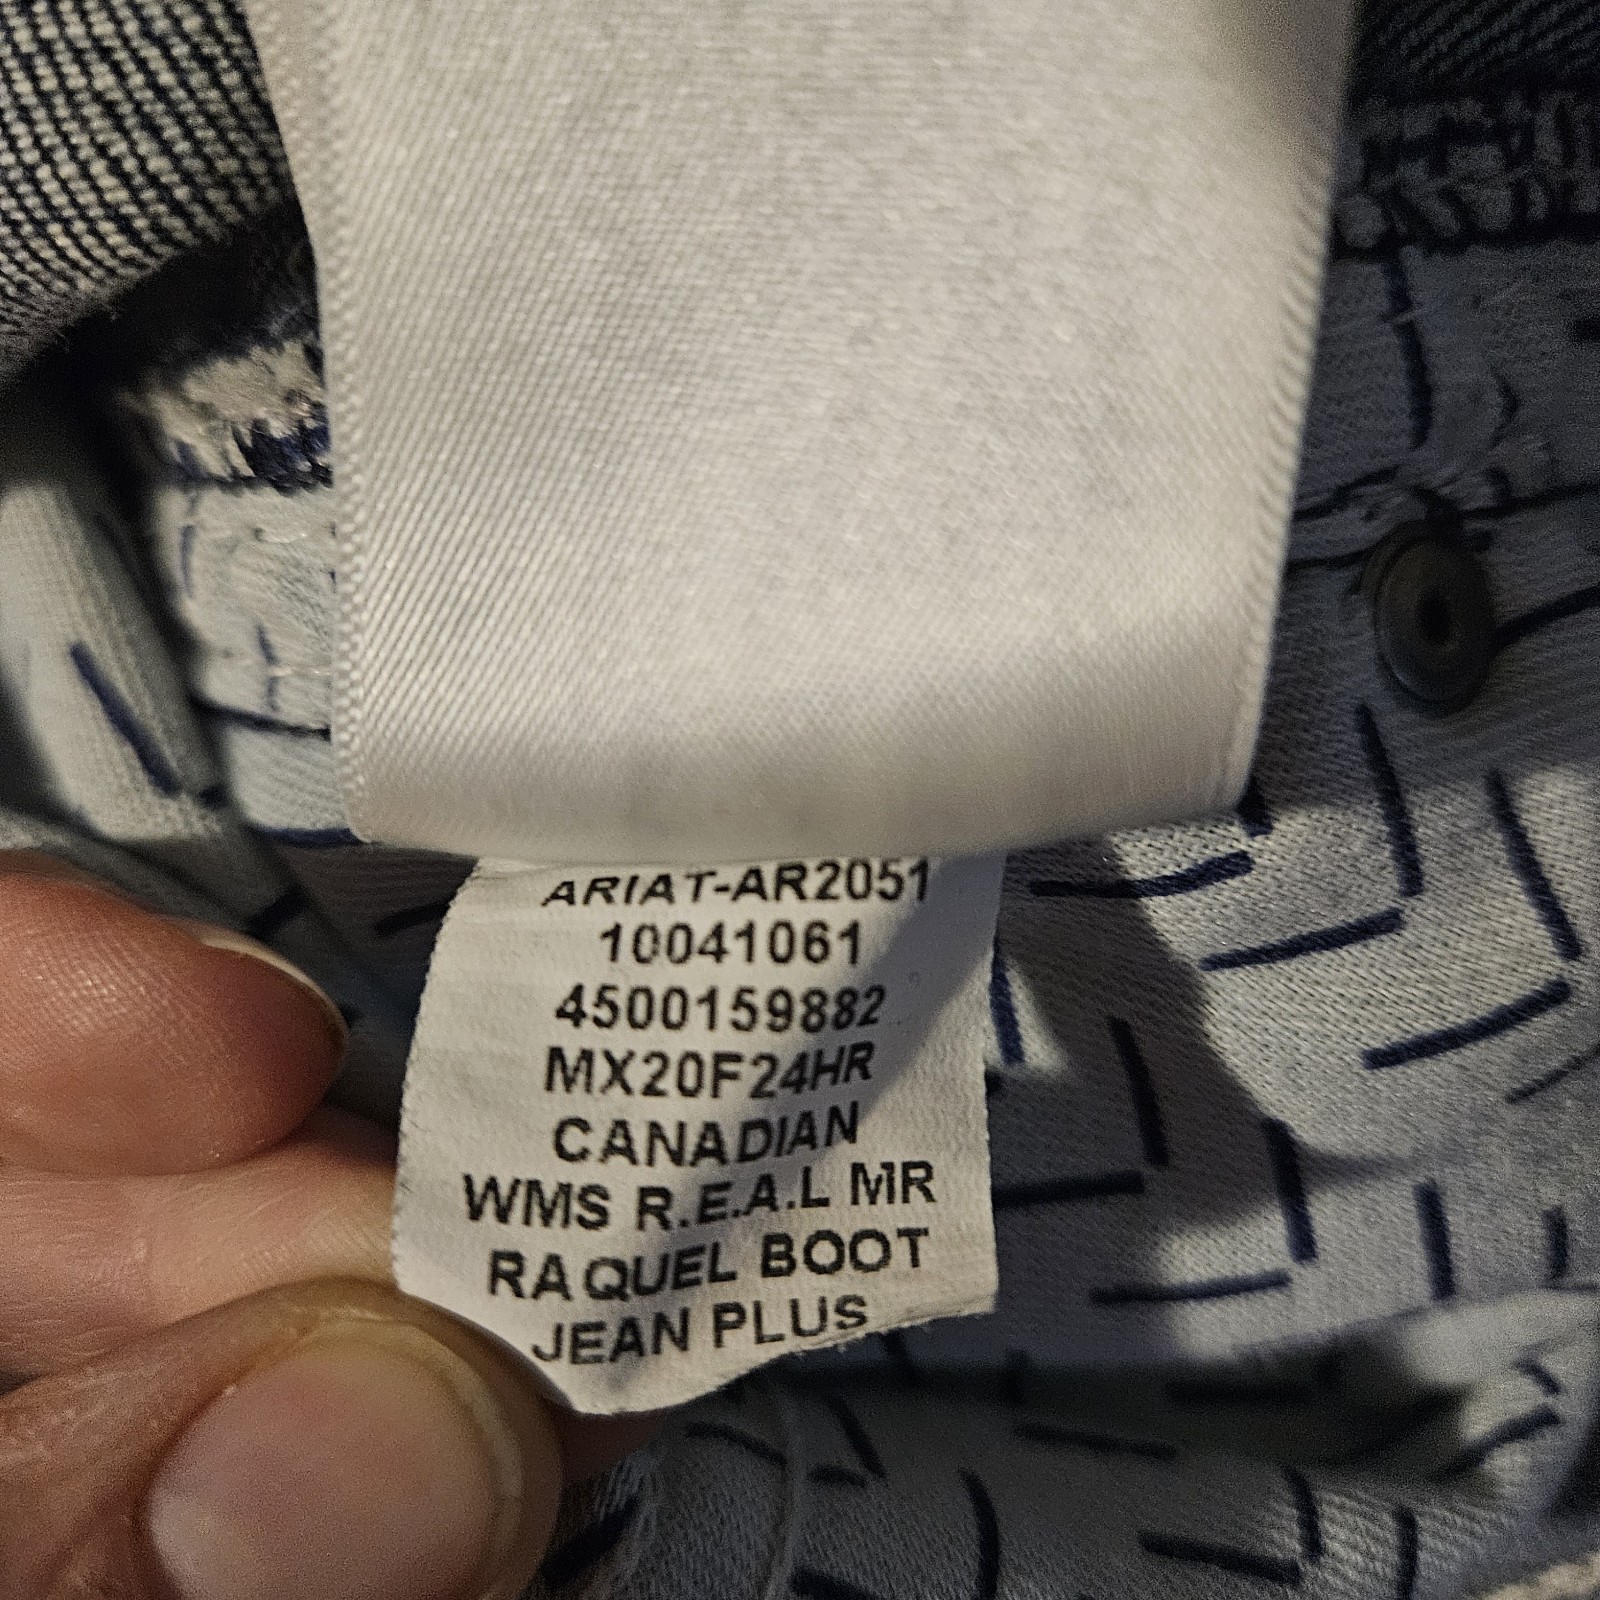 ARIAT-AR2051
10041061
4500159882
MX20F24HR
CANADIAN
WMS R.E.A.L MR
RAQUEL BOOT
JEAN PLUS